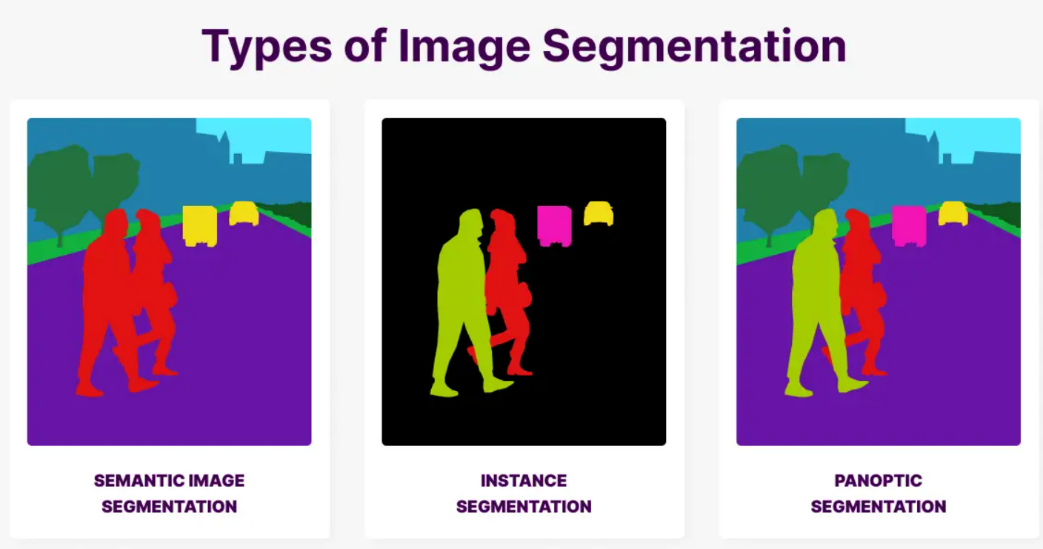 Types of Image Segmentation
SEMANTIC IMAGE
SEGMENTATION
INSTANCE
SEGMENTATION
PANOPTIC
SEGMENTATION